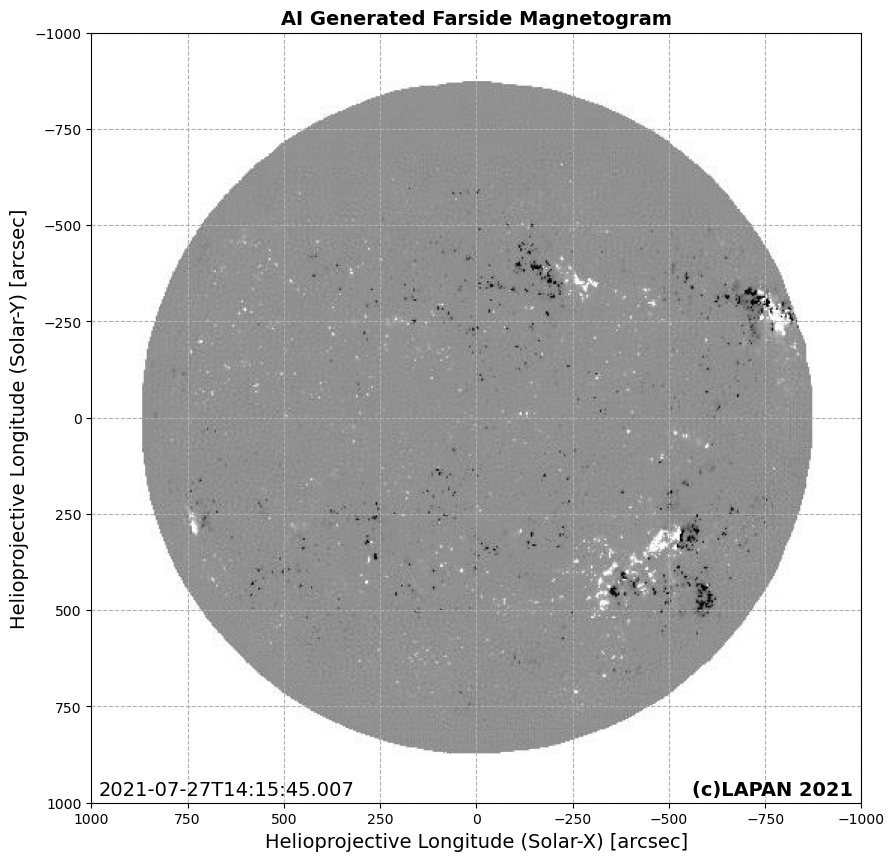 AI Generated Farside Magnetogram
−1000
−750
−500
−250
0
250
500
750
1000
Helioprojective Longitude (Solar-Y) [arcsec]
2021-07-27T14:15:45.007
(c)LAPAN 2021
1000 750 500 250 0 −250 −500 −750 −1000
Helioprojective Longitude (Solar-X) [arcsec]